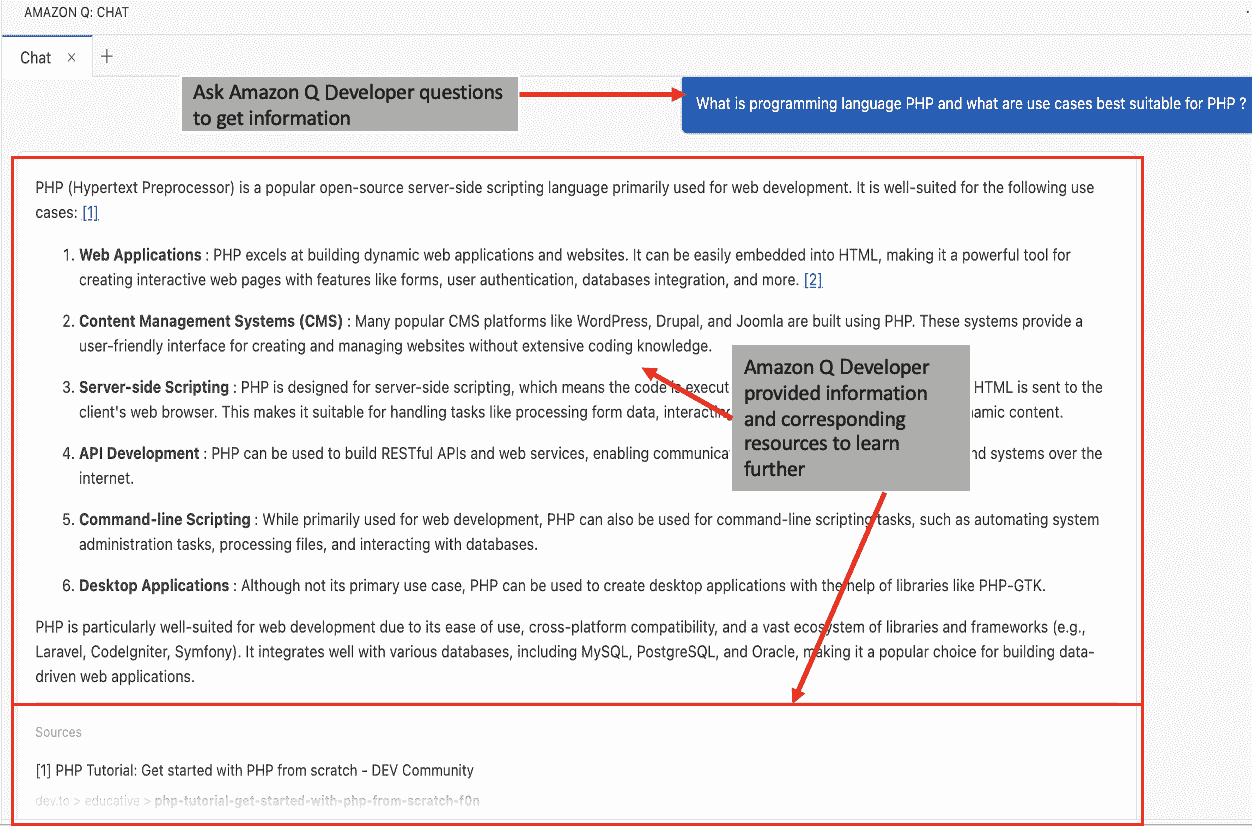 AMAZON Q: CHAT
Chat × +
Ask Amazon Q Developer questions
to get information
What is programming language PHP and what are use cases best suitable for PHP ?
PHP (Hypertext Preprocessor) is a popular open-source server-side scripting language primarily used for web development. It is well-suited for the following use
cases: [1]
1. Web Applications : PHP excels at building dynamic web applications and websites. It can be easily embedded into HTML, making it a powerful tool for
creating interactive web pages with features like forms, user authentication, databases integration, and more. [2]
2. Content Management Systems (CMS) : Many popular CMS platforms like WordPress, Drupal, and Joomla are built using PHP. These systems provide a
user-friendly interface for creating and managing websites without extensive coding knowledge.
3. Server-side Scripting : PHP is designed for server-side scripting, which means the code is HTML is sent to the
client's web browser. This makes it suitable for handling tasks like processing form data, content.
4. API Development : PHP can be used to build RESTful APIs and web services, enabling systems over the
internet.
Amazon Q Developer
provided information
and corresponding
resources to learn
further
5. Command-line Scripting : While primarily used for web development, PHP can also be used for command-line scripting tasks, such as automating system
administration tasks, processing files, and interacting with databases.
6. Desktop Applications : Although not its primary use case, PHP can be used to create desktop applications with the help of libraries like PHP-GTK.
PHP is particularly well-suited for web development due to its ease of use, cross-platform compatibility, and a vast ecosystem of libraries and frameworks (e.g.,
Laravel, CodeIgniter, Symfony). It integrates well with various databases, including MySQL, PostgreSQL, and Oracle, making it a popular choice for building data-
driven web applications.
Sources
[1] PHP Tutorial: Get started with PHP from scratch - DEV Community
dev.to > educative > php-tutorial-get-started-with-php-from-scratch-f0n